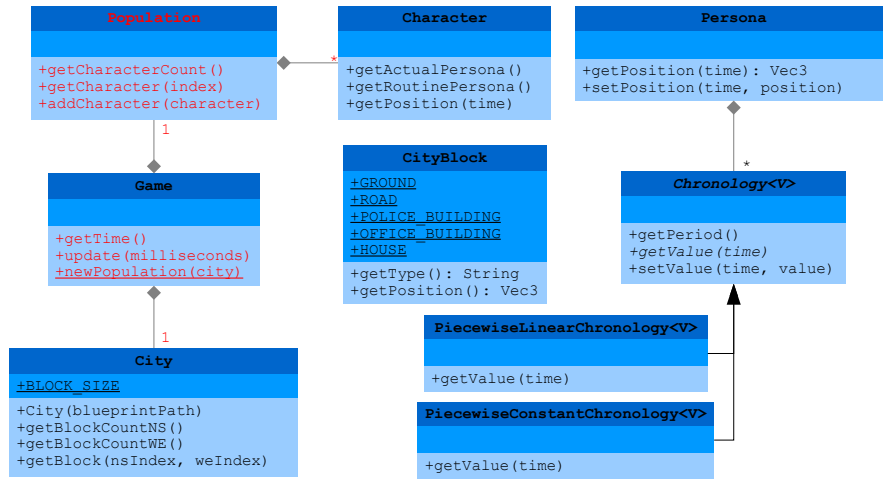 Population
+getCharacterCount()
+getCharacter(index)
+addCharacter(character)
*
1
Character
+getActualPersona()
+getRoutinePersona()
+getPosition(time)
Persona
+getPosition(time): Vec3
+setPosition(time, position)
*
Game
+getTime()
+update(milliseconds)
+newPopulation(city)
1
CityBlock
+GROUND
+ROAD
+POLICE_BUILDING
+OFFICE_BUILDING
+HOUSE
+getType(): String
+getPosition(): Vec3
Chronology<V>
+getPeriod()
+getValue(time)
+setValue(time, value)
City
+BLOCK_SIZE
+City(blueprintPath)
+getBlockCountNS()
+getBlockCountWE()
+getBlock(nsIndex, weIndex)
PiecewiseLinearChronology<V>
+getValue(time)
PiecewiseConstantChronology<V>
+getValue(time)